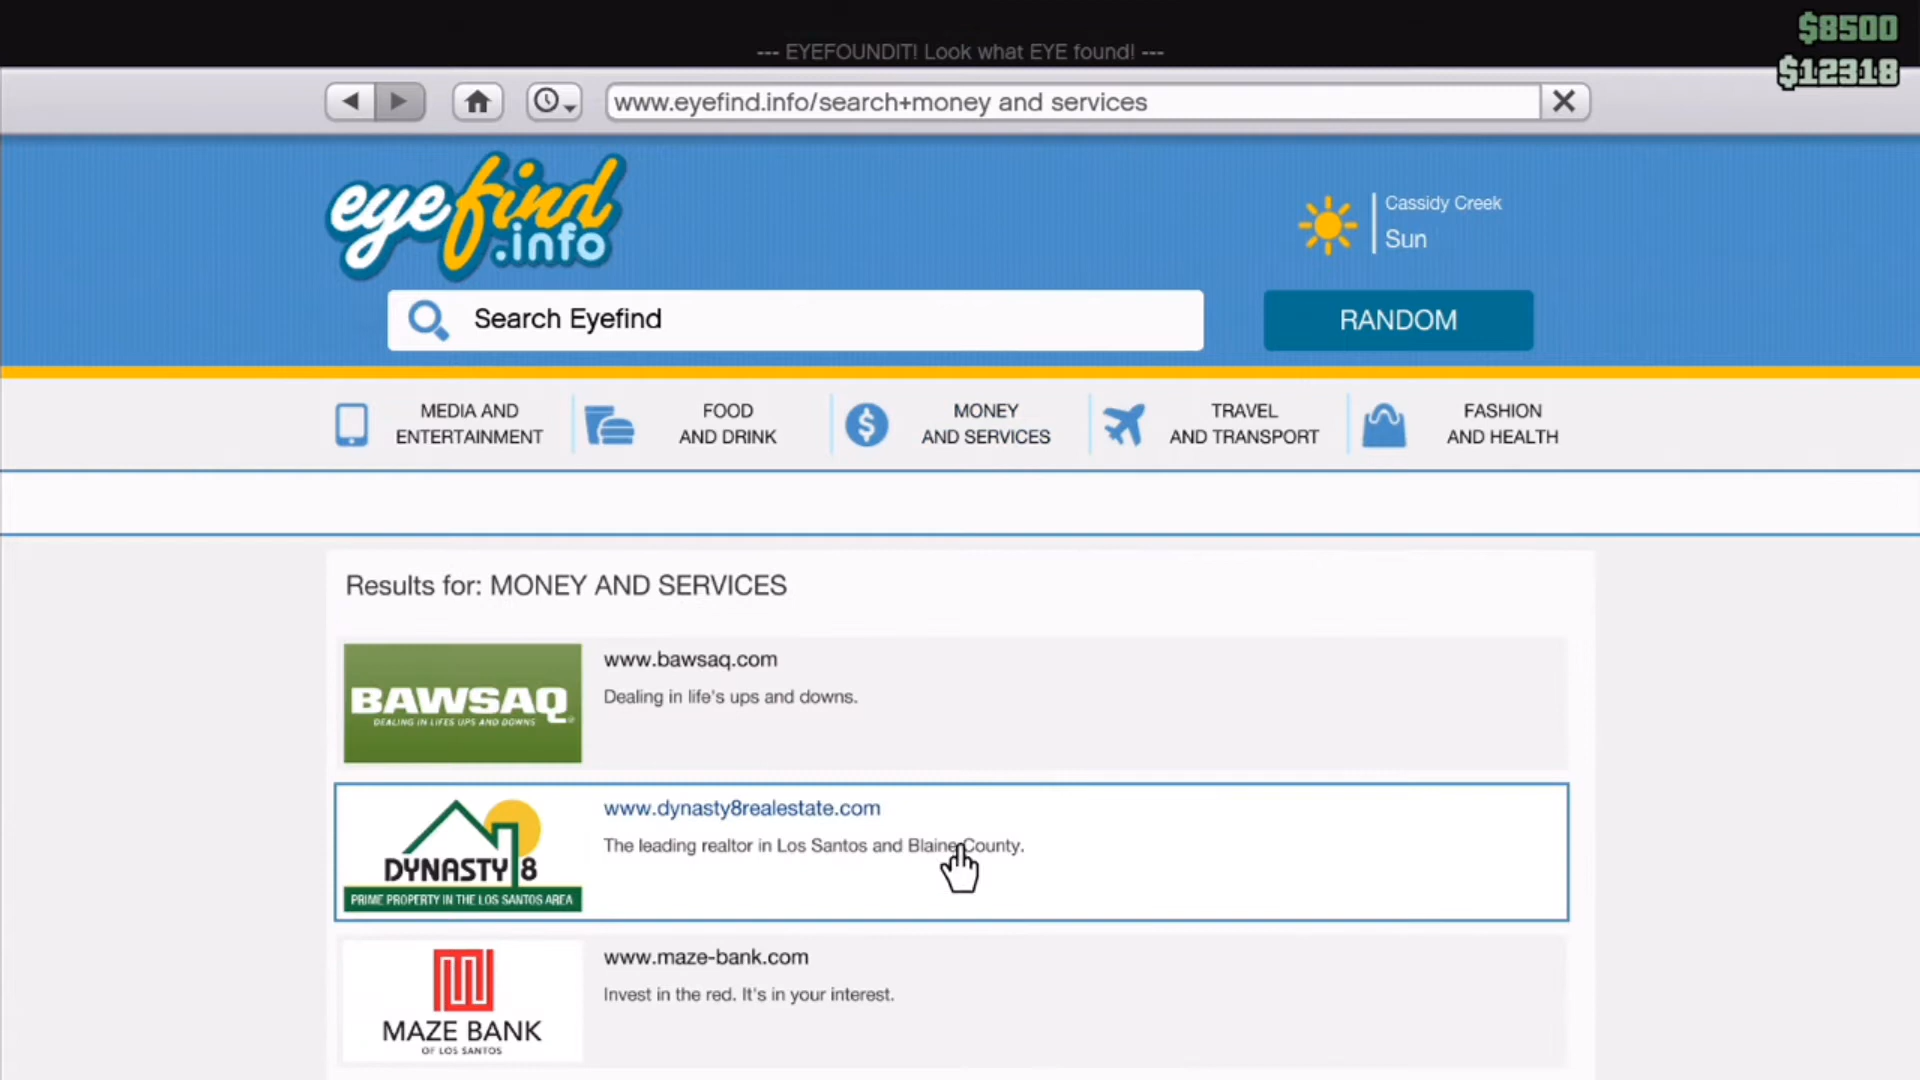 $8500
--- EYEFOUNDIT! Look what EYE found! ---
$12318
www.eyefind.info/search+money and services
eyefind
.info
Cassidy Creek
Sun
Search Eyefind
RANDOM
MEDIA AND
ENTERTAINMENT
FOOD
AND DRINK
MONEY
AND SERVICES
TRAVEL
AND TRANSPORT
FASHION
AND HEALTH
Results for: MONEY AND SERVICES
BAWSAQ
DEALING IN LIFES UPS AND DOWNS
www.bawsaq.com
Dealing in life's ups and downs.
DYNASTY 8
PRIME PROPERTY IN THE LOS SANTOS AREA
www.dynasty8realestate.com
The leading realtor in Los Santos and Blaine County.
MAZE BANK
OF LOS SANTOS
www.maze-bank.com
Invest in the red. It's in your interest.